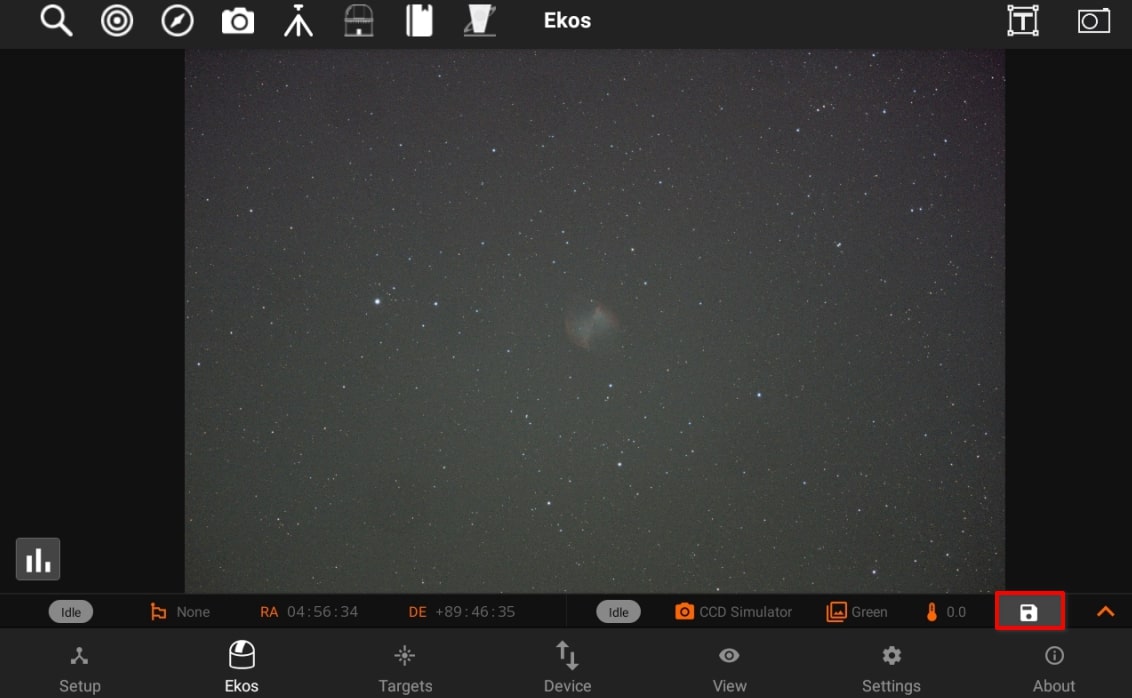 Ekos
Idle None RA 04:56:34 DE +89:46:35 Idle CCD Simulator Green 0.0
Setup Ekos Targets Device View Settings About